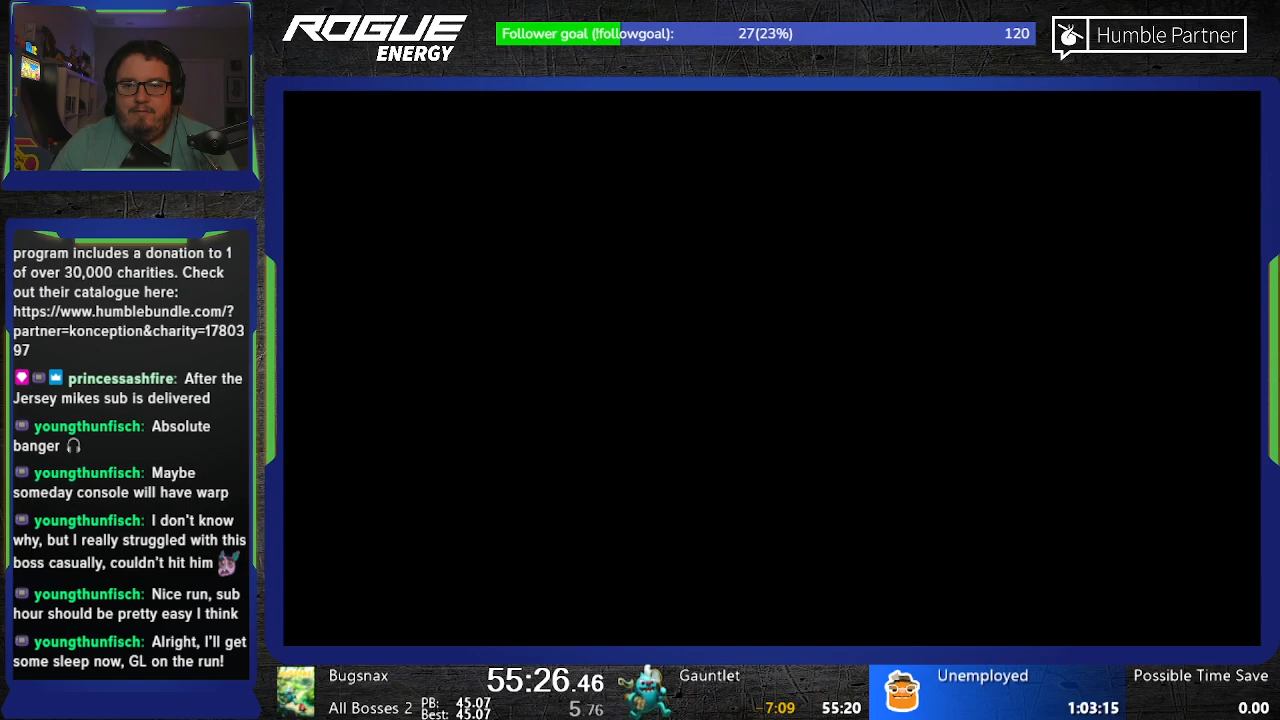 ROGUE
ENERGY
Follower goal (!followgoal): 27(23%) 120
Humble Partner
program includes a donation to 1
of over 30,000 charities. Check
out their catalogue here:
https://www.humblebundle.com/?
partner=konception&charity=17803
97
princessashfire: After the
Jersey mikes sub is delivered
youngthunfisch: Absolute
banger
youngthunfisch: Maybe
someday console will have warp
youngthunfisch: I don't know
why, but I really struggled with this
boss casually, couldn't hit him
youngthunfisch: Nice run, sub
hour should be pretty easy I think
youngthunfisch: Alright, I'll get
some sleep now, GL on the run!
Bugsnax 55:26.46 Gauntlet Unemployed Possible Time Save
All Bosses 2 PB: 45.07 5.76 −7:09 55:20 1:03:15 0.00
Best: 45.07